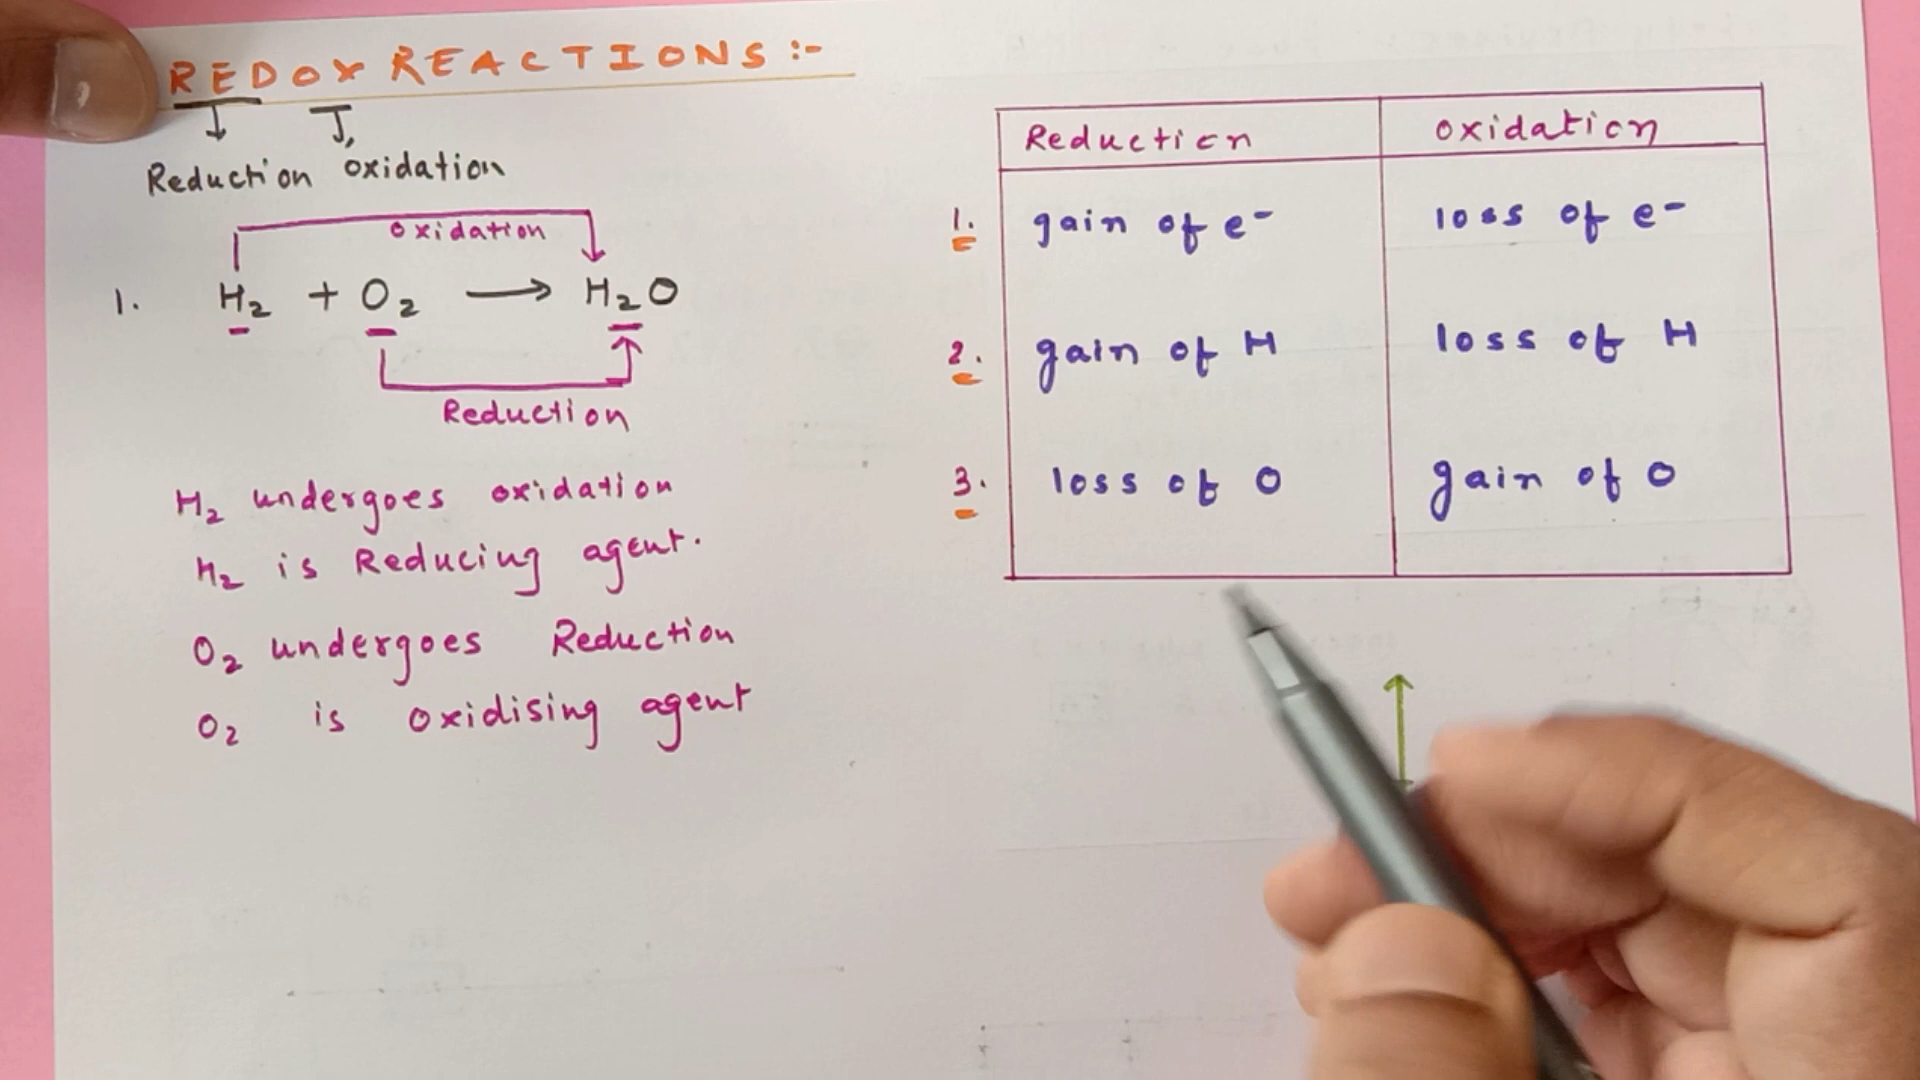 REDOX REACTIONS :-
Reduction oxidation
oxidation
1. H₂ + O₂ → H₂O
Reduction
H₂ undergoes oxidation
H₂ is Reducing agent.
O₂ undergoes Reduction
O₂ is oxidising agent
Reduction oxidation
1. gain of e⁻ loss of e⁻
2. gain of H loss of H
3. loss of O gain of O